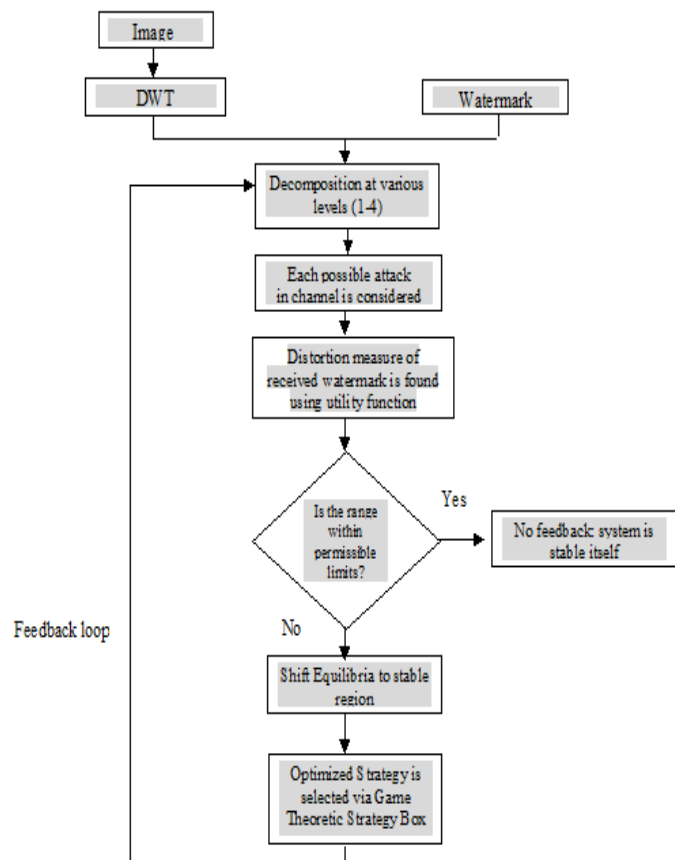 Image
DWT
Watermark
Decomposition at various
levels (1-4)
Each possible attack
in channel is considered
Distortion measure of
received watermark is found
using utility function
Is the range
within
permissible
limits?
Yes
No feedback: system is
stable itself
Feedback loop
No
Shift Equilibria to stable
region
Optimized Strategy is
selected via Game
Theoretic Strategy Box